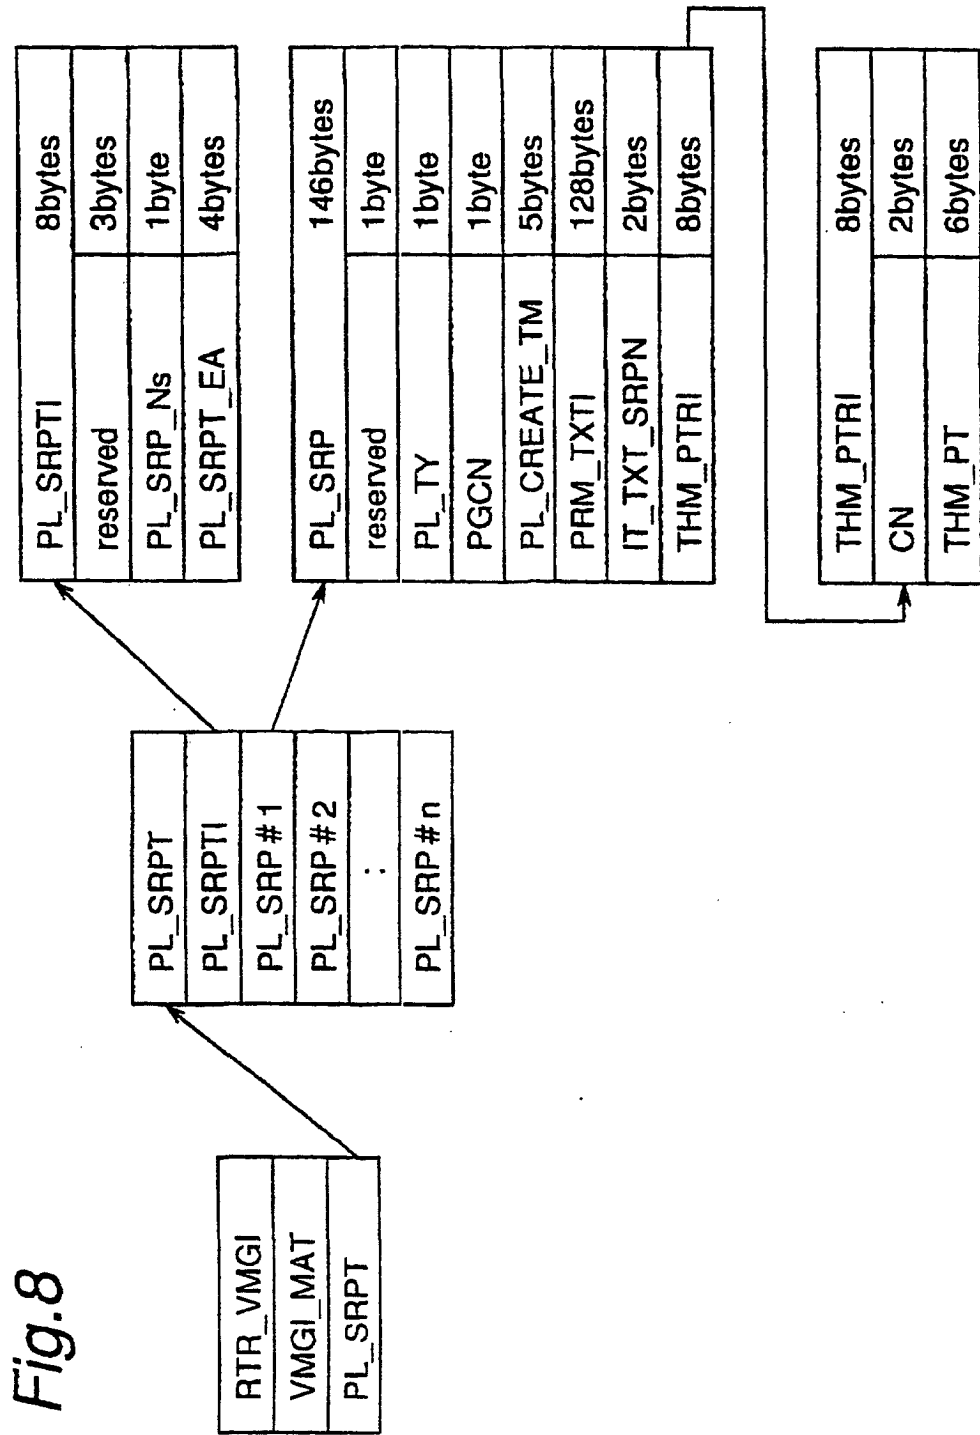 Fig.8
RTR_VMGI
VMGI_MAT
PL_SRPT
PL_SRPT
PL_SRPTI
PL_SRP#1
PL_SRP#2
:
PL_SRP#n
PL_SRPTI 8bytes
reserved 3bytes
PL_SRP_Ns 1byte
PL_SRPT_EA 4bytes
PL_SRP 146bytes
reserved 1byte
PL_TY 1byte
PGCN 1byte
PL_CREATE_TM 5bytes
PRM_TXTI 128bytes
IT_TXT_SRPN 2bytes
THM_PTRI 8bytes
THM_PTRI 8bytes
CN 2bytes
THM_PT 6bytes